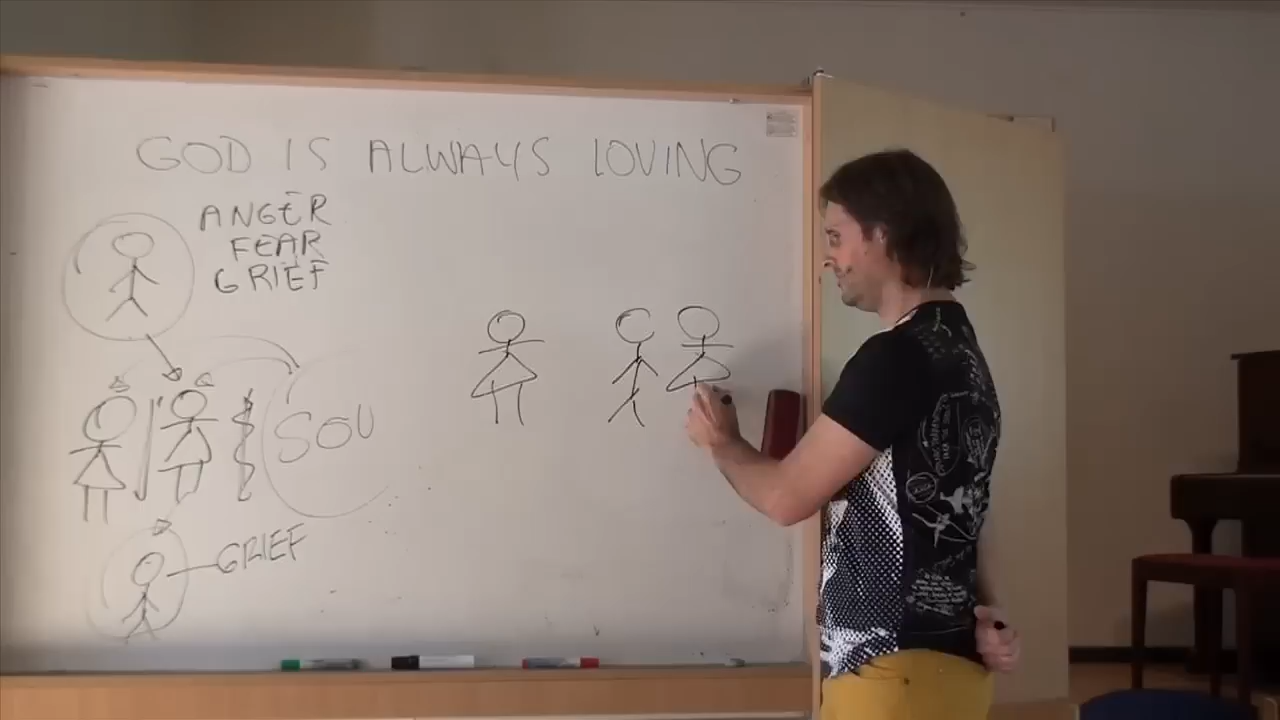 GOD IS ALWAYS LOVING
ANGER
FEAR
GRIEF
SOU
GRIEF